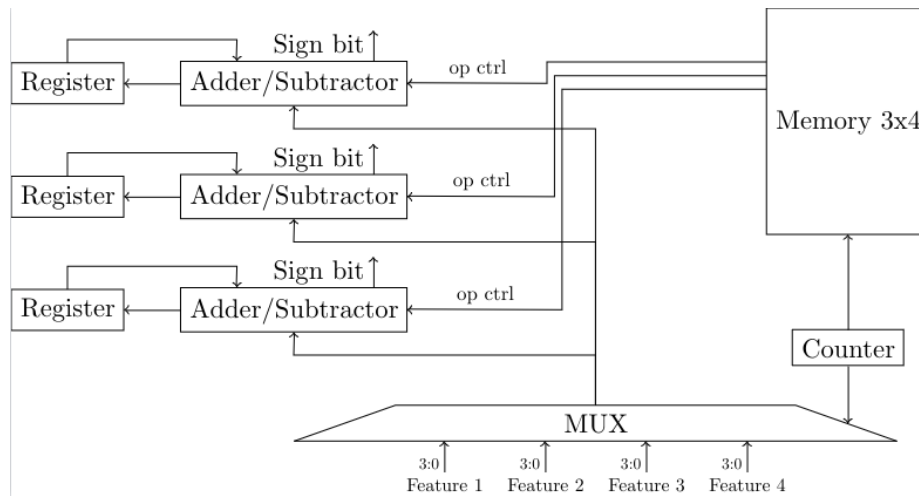 Sign bit
op ctrl
Register
Adder/Subtractor
Memory 3x4
Sign bit
op ctrl
Register
Adder/Subtractor
Sign bit
op ctrl
Register
Adder/Subtractor
Counter
MUX
3:0 3:0 3:0 3:0
Feature 1 Feature 2 Feature 3 Feature 4